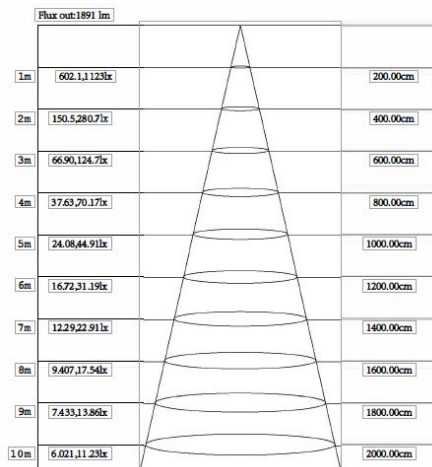 Flux out:1891 lm
1m 602.1,1123lx 200.00cm
2m 150.5,280.7lx 400.00cm
3m 66.90,124.7lx 600.00cm
4m 37.63,70.17lx 800.00cm
5m 24.08,44.91lx 1000.00cm
6m 16.72,31.19lx 1200.00cm
7m 12.29,22.91lx 1400.00cm
8m 9.407,17.54lx 1600.00cm
9m 7.433,13.86lx 1800.00cm
10m 6.021,11.23lx 2000.00cm